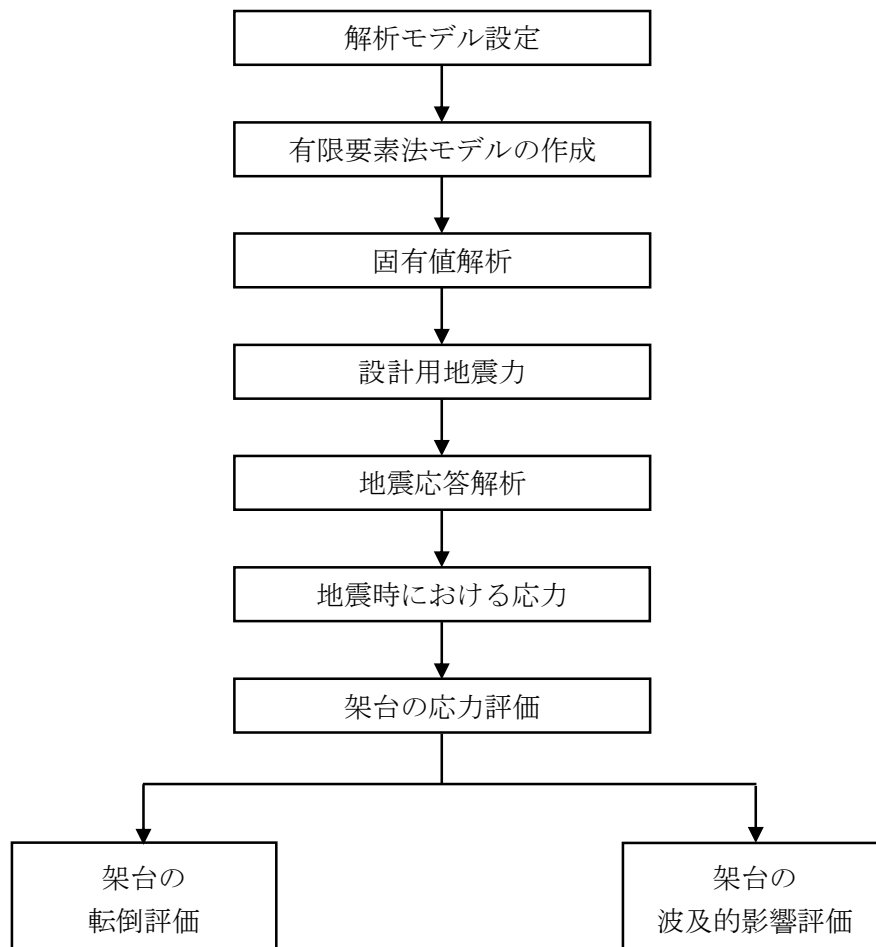 解析モデル設定
有限要素法モデルの作成
固有値解析
設計用地震力
地震応答解析
地震時における応力
架台の応力評価
架台の
転倒評価
架台の
波及的影響評価